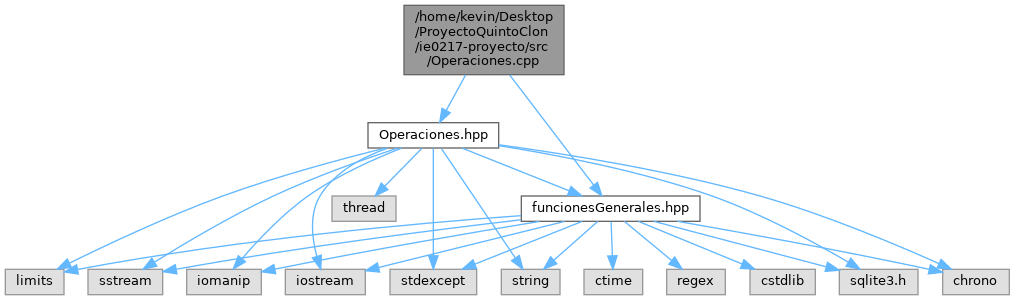 /home/kevin/Desktop
/ProyectoQuintoClon
/ie0217-proyecto/src
/Operaciones.cpp
Operaciones.hpp
thread
funcionesGenerales.hpp
limits
sstream
iomanip
iostream
stdexcept
string
ctime
regex
cstdlib
sqlite3.h
chrono